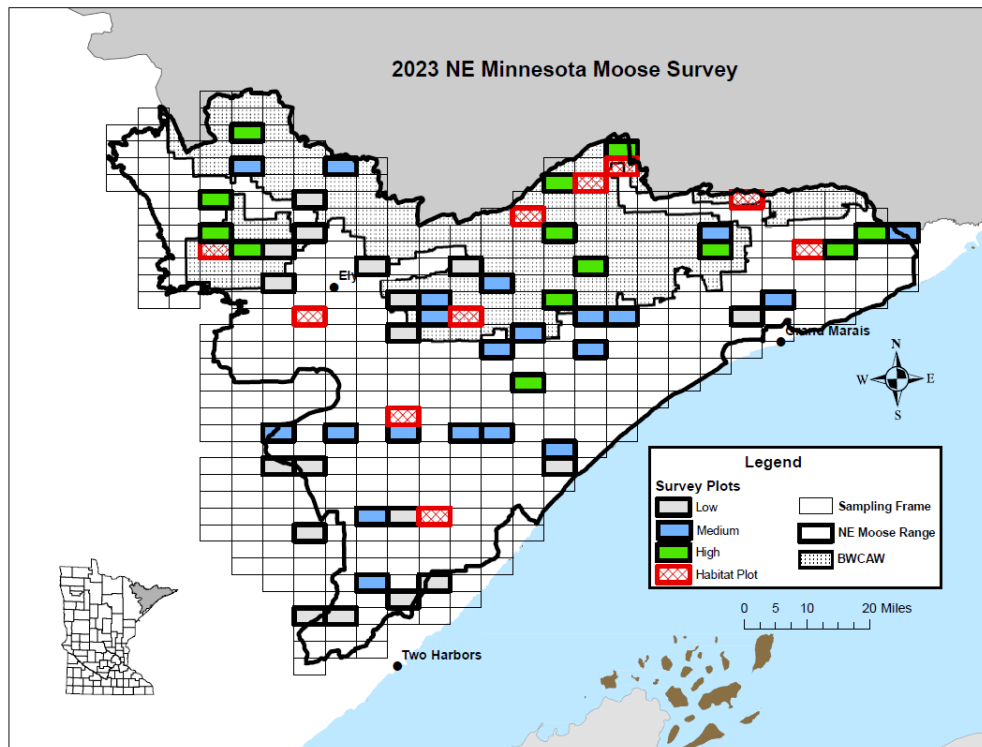 2023 NE Minnesota Moose Survey
Ely
Grand Marais
N
W E
S
Legend
Survey Plots
Low
Medium
High
Habitat Plot
Sampling Frame
NE Moose Range
BWCAW
0 5 10 20 Miles
Two Harbors